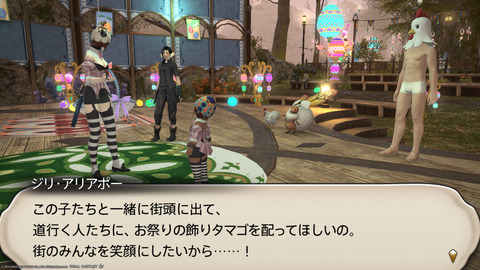 ジリ・アリアポー
この子たちと一緒に街頭に出て、
道行く人たちに、お祭りの飾りタマゴを配ってほしいの。
街のみんなを笑顔にしたいから……！